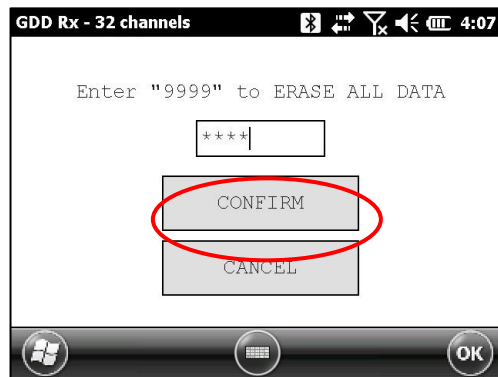 GDD Rx - 32 channels 4:07
Enter "9999" to ERASE ALL DATA
****
CONFIRM
CANCEL
OK